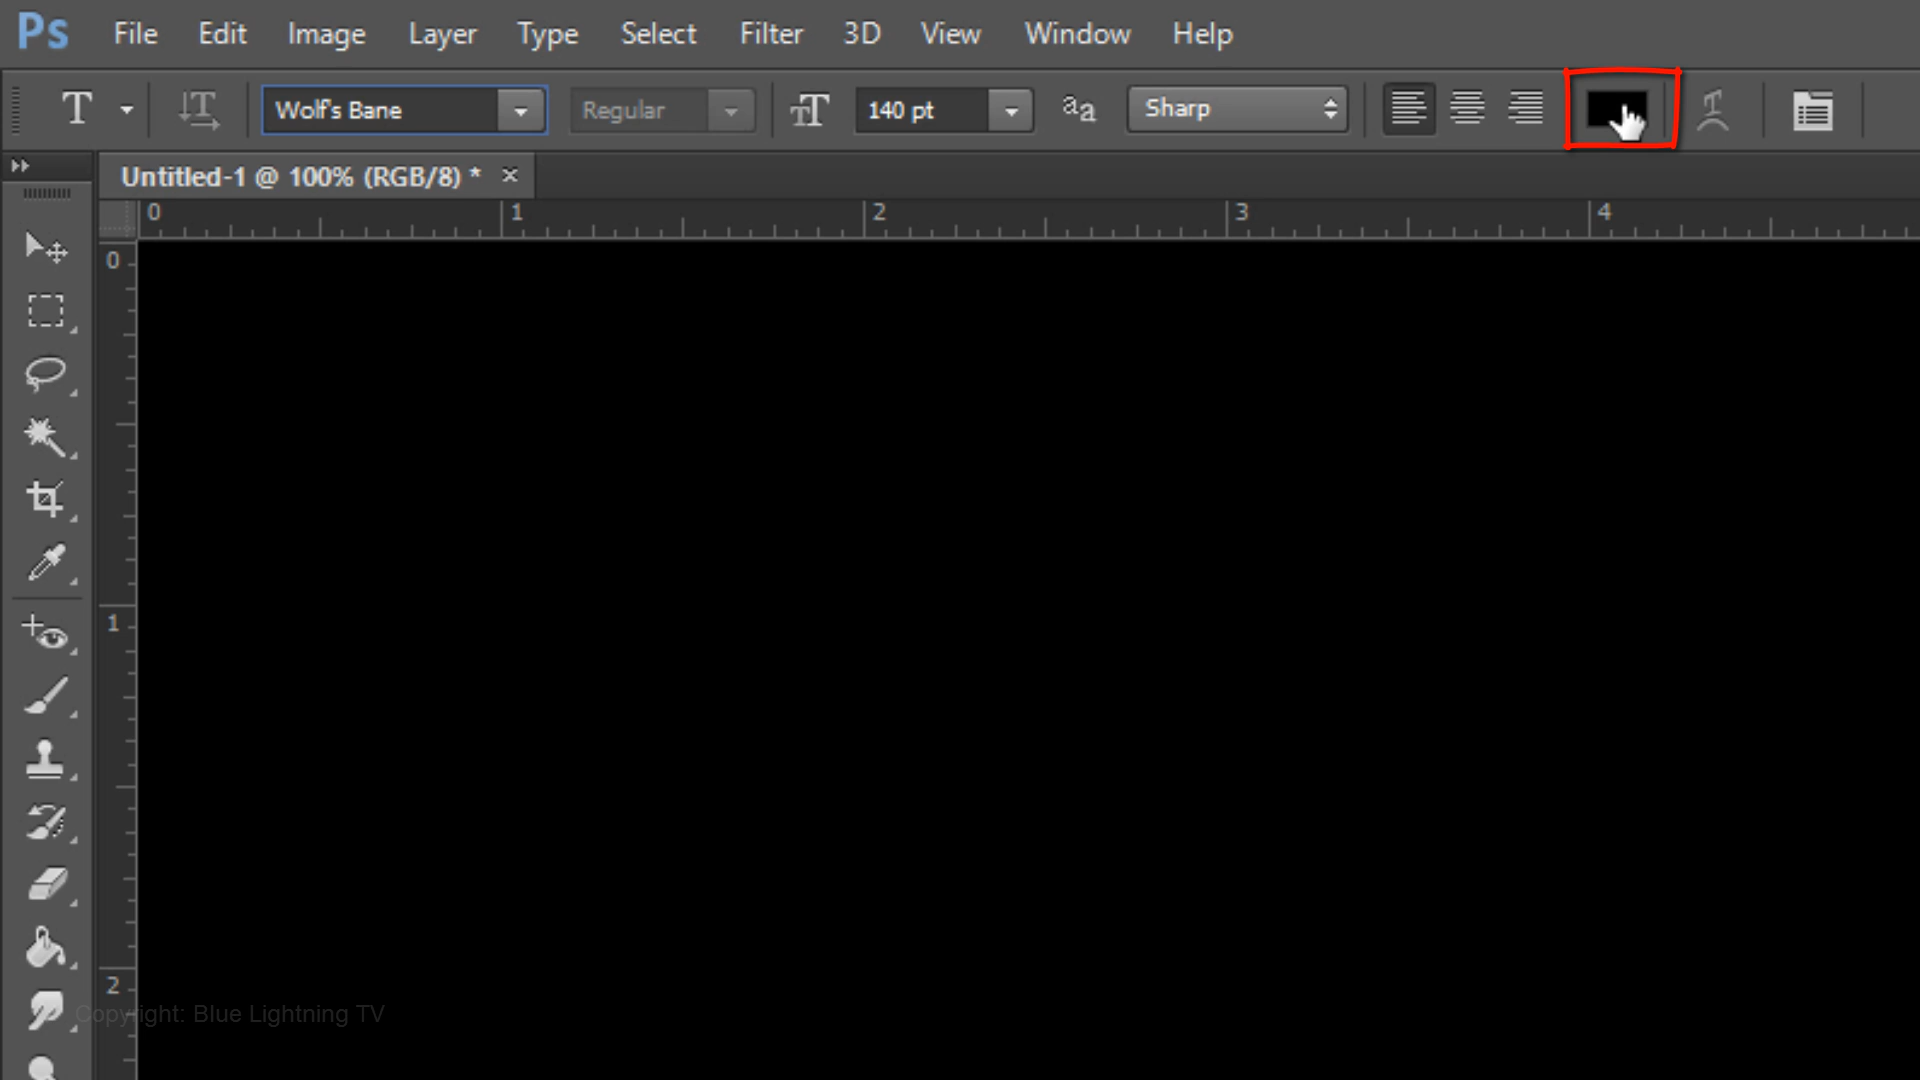 Ps File Edit Image Layer Type Select Filter 3D View Window Help
T T Wolf's Bane Regular TT 140 pt aa Sharp T
Untitled-1 @ 100% (RGB/8) * ×
0 1 2 3 4
0
1
2
Copyright: Blue Lightning TV